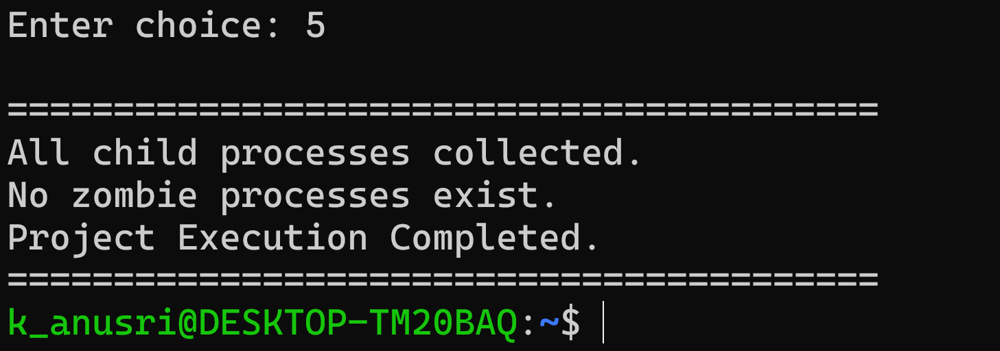 Enter choice: 5
=========================================
All child processes collected.
No zombie processes exist.
Project Execution Completed.
=========================================
k_anusri@DESKTOP-TM20BAQ:~$